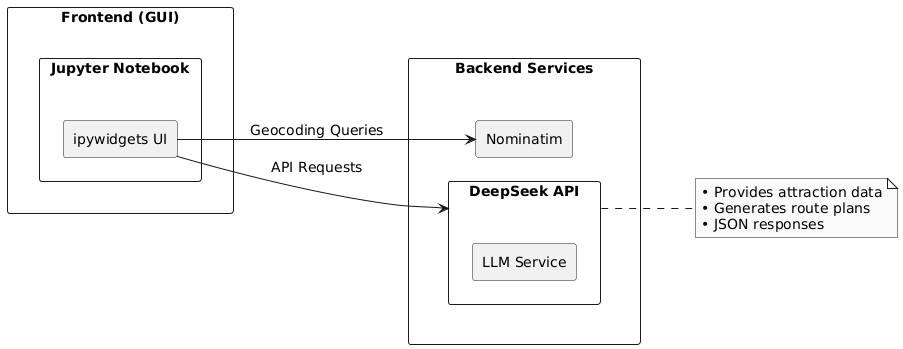 Frontend (GUI)
Jupyter Notebook
ipywidgets UI
Geocoding Queries
API Requests
Backend Services
Nominatim
DeepSeek API
LLM Service
• Provides attraction data
• Generates route plans
• JSON responses